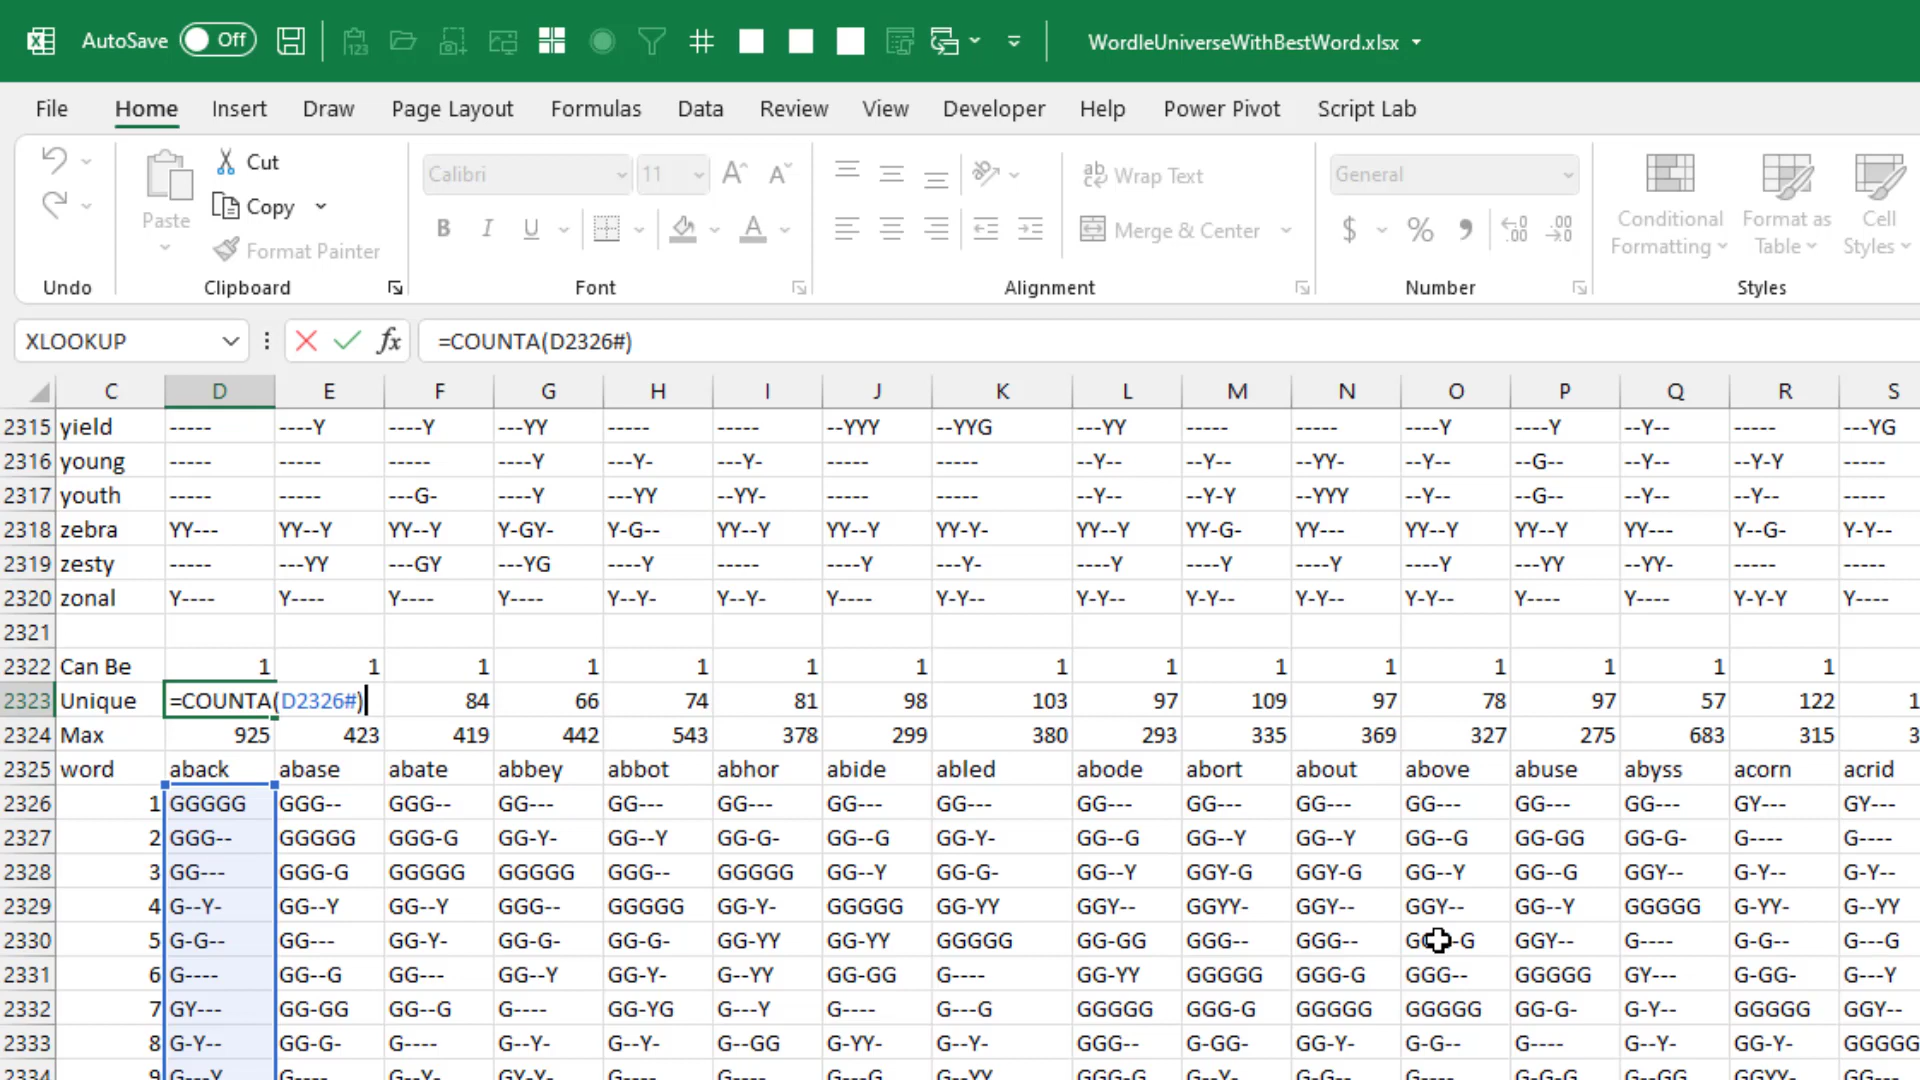 AutoSave Off WordleUniverseWithBestWord.xlsx
File Home Insert Draw Page Layout Formulas Data Review View Developer Help Power Pivot Script Lab
Paste Cut Copy Format Painter
Calibri 11 B I U
ab Wrap Text Merge & Center
General $ % 9 .00
Conditional Formatting Format as Table Cell Styles
Undo Clipboard Font Alignment Number Styles
XLOOKUP fx =COUNTA(D2326#)
C D E F G H I J K L M N O P Q R S
2315 yield ----- ----Y ----Y ---YY ----- ----- --YYY --YYG ---YY ----- ----- ----Y ----Y --Y-- ----- ---YG
2316 young ----- ----- ----- ----Y ---Y- ---Y- ----- ----- --Y-- --Y-- --YY- --Y-- --G-- --Y-- --Y-Y -----
2317 youth ----- ----- ---G- ----Y ---YY --YY- ----- ----- --Y-- --Y-Y --YYY --Y-- --G-- --Y-- --Y-- -----
2318 zebra YY--- YY--Y YY--Y Y-GY- Y-G-- YY--Y YY--Y YY-Y- YY--Y YY-G- YY--- YY--Y YY--Y YY--- Y--G- Y-Y--
2319 zesty ----- ---YY ---GY ---YG ----Y ----- ----Y ---Y- ----Y ----Y ----Y ----Y ---YY --YY- ----- -----
2320 zonal Y---- Y---- Y---- Y---- Y--Y- Y--Y- Y---- Y-Y-- Y-Y-- Y-Y-- Y-Y-- Y-Y-- Y---- Y---- Y-Y-Y Y----
2321
2322 Can Be 1 1 1 1 1 1 1 1 1 1 1 1 1 1 1
2323 Unique =COUNTA(D2326#) 84 66 74 81 98 103 97 109 97 78 97 57 122 1
2324 Max 925 423 419 442 543 378 299 380 293 335 369 327 275 683 315 3
2325 word aback abase abate abbey abbot abhor abide abled abode abort about above abuse abyss acorn acrid
2326 1 GGGGG GGG-- GGG-- GG--- GG--- GG--- GG--- GG--- GG--- GG--- GG--- GG--- GG--- GG--- GY--- GY---
2327 2 GGG-- GGGGG GGG-G GG-Y- GG--Y GG-G- GG--G GG-Y- GG--G GG--Y GG--Y GG--G GG-GG GG-G- G---- G----
2328 3 GG--- GGG-G GGGGG GGGGG GGG-- GGGGG GG--Y GG-G- GG--Y GGY-G GGY-G GG--Y GG--G GGY-- G-Y-- G-Y--
2329 4 G--Y- GG--Y GG--Y GGG-- GGGGG GG-Y- GGGGG GG-YY GGY-- GGYY- GGY-- GGY-- GG--Y GGGGG G-YY- G--YY
2330 5 G-G-- GG--- GG-Y- GG-G- GG-G- GG-YY GG-YY GGGGG GG-GG GGG-- GGG-- G -G GGY-- G---- G-G-- G---G
2331 6 G---- GG--G GG--- GG--Y GG-Y- G--YY GG-GG G---- GG-YY GGGGG GGG-G GGG-- GGGGG GY--- G-GG- G---Y
2332 7 GY--- GG-GG GG--G G---- GG-YG G---Y G---- G---G GGGGG GGG-G GGGGG GGGGG GG-G- G-Y-- GGGGG GGY--
2333 8 G-Y-- GG-G- G---- G--Y- G--Y- G--GG G-YY- G--Y- GGG-- G-GG- GG-Y- G-G-- G---- G--Y- GG-Y- GGGGG
2334